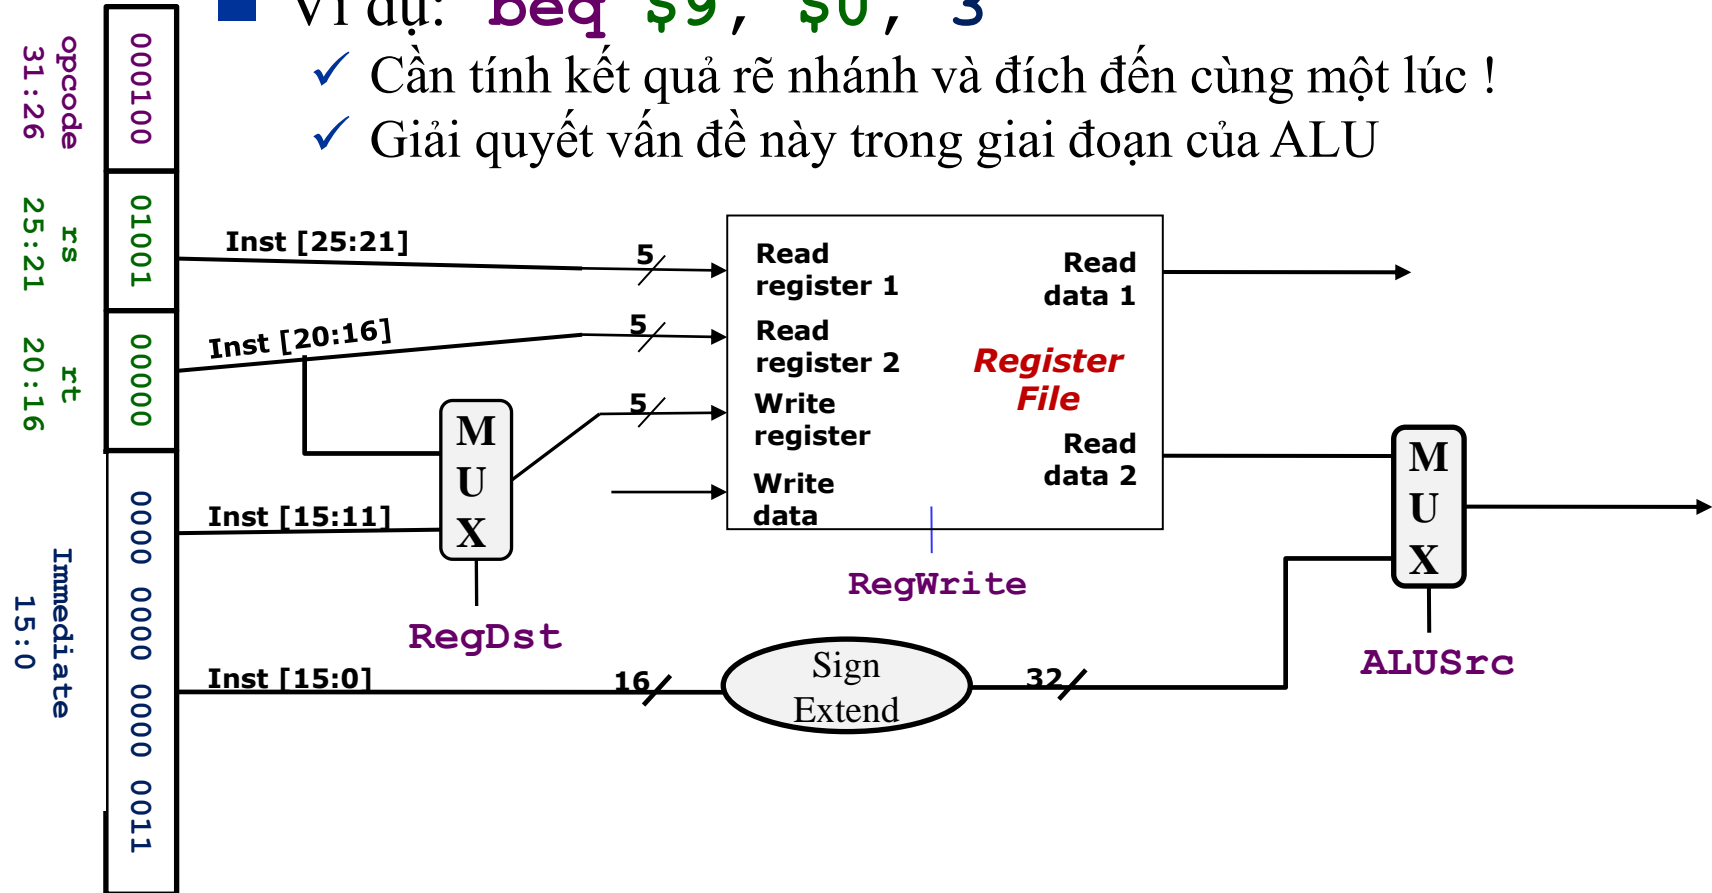 Ví dụ: beq $9, $0, 3
Cần tính kết quả rẽ nhánh và đích đến cùng một lúc !
Giải quyết vấn đề này trong giai đoạn của ALU
opcode
31:26
000100
rs
25:21
01001
rt
20:16
00000
Immediate
15:0
0000 0000 0000 0011
Inst [25:21]
5
Inst [20:16]
5
5
Inst [15:11]
M
U
X
RegDst
Read
register 1
Read
register 2
Write
register
Write
data
Read
data 1
Register
File
Read
data 2
RegWrite
M
U
X
ALUSrc
Inst [15:0]
16
Sign
Extend
32